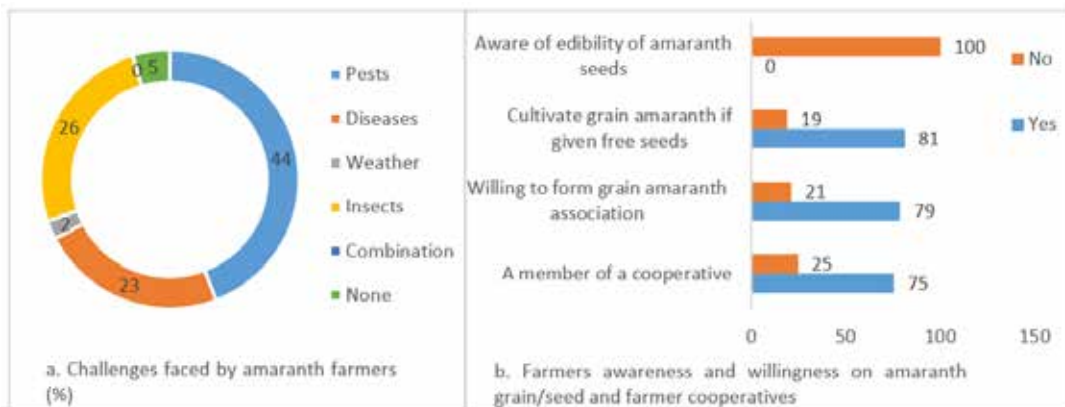 0 5
26
44
2
23
Pests
Diseases
Weather
Insects
Combination
None
a. Challenges faced by amaranth farmers
(%)
Aware of edibility of amaranth
seeds
100
0
Cultivate grain amaranth if
given free seeds
19
81
Willing to form grain amaranth
association
21
79
A member of a cooperative
25
75
0 50 100 150
No
Yes
b. Farmers awareness and willingness on amaranth
grain/seed and farmer cooperatives